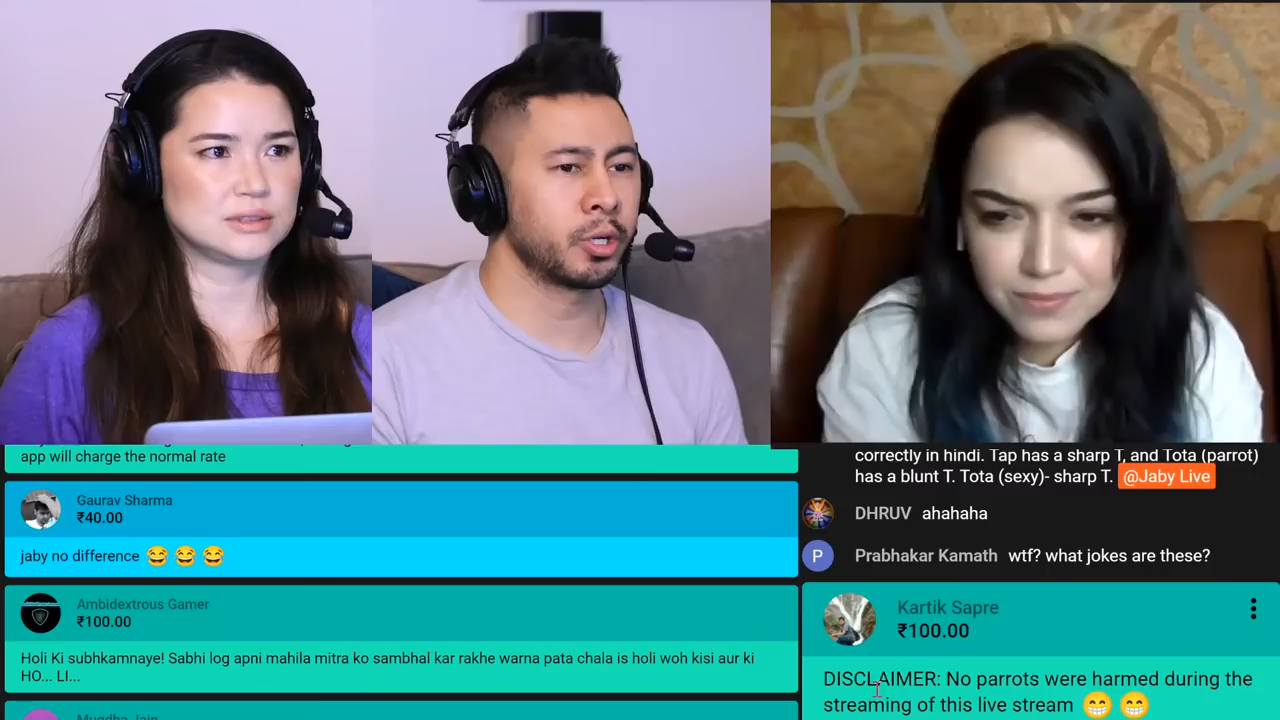 app will charge the normal rate
Gaurav Sharma
₹40.00
jaby no difference 😂 😂 😂
Ambidextrous Gamer
₹100.00
Holi Ki subhkamnaye! Sabhi log apni mahila mitra ko sambhal kar rakhe warna pata chala is holi woh kisi aur ki
HO... LI...
Mugdha Jain
correctly in hindi. Tap has a sharp T, and Tota (parrot)
has a blunt T. Tota (sexy)- sharp T. @Jaby Live
DHRUV ahahaha
P
Prabhakar Kamath wtf? what jokes are these?
Kartik Sapre
₹100.00
DISCLAIMER: No parrots were harmed during the
streaming of this live stream 😁 😁